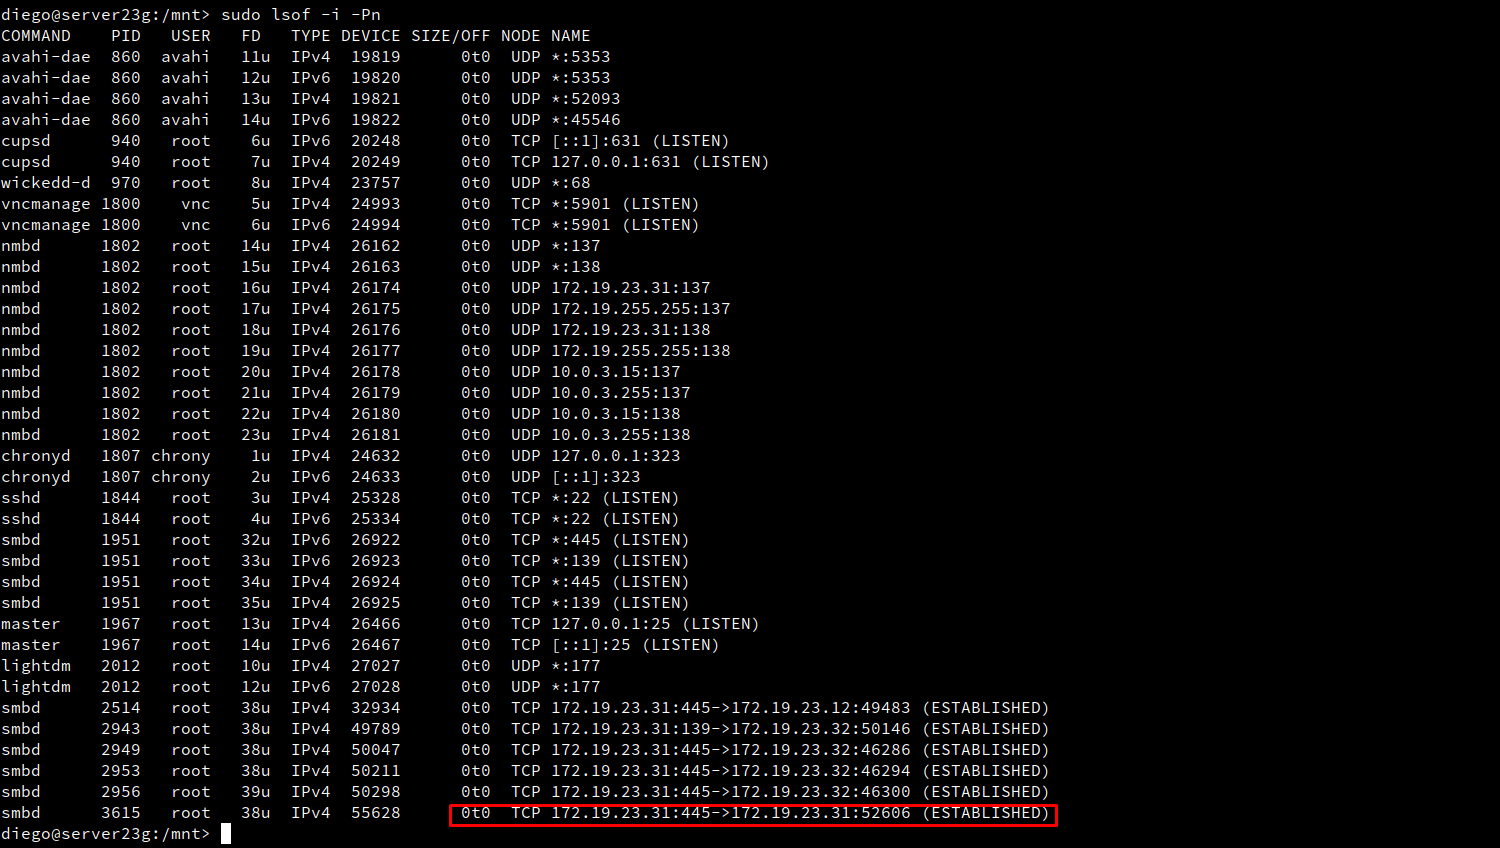 diego@server23g:/mnt> sudo lsof -i -Pn
COMMAND    PID   USER   FD   TYPE DEVICE SIZE/OFF NODE NAME
avahi-dae  860  avahi   11u  IPv4  19819      0t0  UDP *:5353
avahi-dae  860  avahi   12u  IPv6  19820      0t0  UDP *:5353
avahi-dae  860  avahi   13u  IPv4  19821      0t0  UDP *:52093
avahi-dae  860  avahi   14u  IPv6  19822      0t0  UDP *:45546
cupsd      940   root    6u  IPv6  20248      0t0  TCP [::1]:631 (LISTEN)
cupsd      940   root    7u  IPv4  20249      0t0  TCP 127.0.0.1:631 (LISTEN)
wickedd-d  970   root    8u  IPv4  23757      0t0  UDP *:68
vncmanage 1800    vnc    5u  IPv4  24993      0t0  TCP *:5901 (LISTEN)
vncmanage 1800    vnc    6u  IPv6  24994      0t0  TCP *:5901 (LISTEN)
nmbd      1802   root   14u  IPv4  26162      0t0  UDP *:137
nmbd      1802   root   15u  IPv4  26163      0t0  UDP *:138
nmbd      1802   root   16u  IPv4  26174      0t0  UDP 172.19.23.31:137
nmbd      1802   root   17u  IPv4  26175      0t0  UDP 172.19.255.255:137
nmbd      1802   root   18u  IPv4  26176      0t0  UDP 172.19.23.31:138
nmbd      1802   root   19u  IPv4  26177      0t0  UDP 172.19.255.255:138
nmbd      1802   root   20u  IPv4  26178      0t0  UDP 10.0.3.15:137
nmbd      1802   root   21u  IPv4  26179      0t0  UDP 10.0.3.255:137
nmbd      1802   root   22u  IPv4  26180      0t0  UDP 10.0.3.15:138
nmbd      1802   root   23u  IPv4  26181      0t0  UDP 10.0.3.255:138
chronyd   1807 chrony    1u  IPv4  24632      0t0  UDP 127.0.0.1:323
chronyd   1807 chrony    2u  IPv6  24633      0t0  UDP [::1]:323
sshd      1844   root    3u  IPv4  25328      0t0  TCP *:22 (LISTEN)
sshd      1844   root    4u  IPv6  25334      0t0  TCP *:22 (LISTEN)
smbd      1951   root   32u  IPv6  26922      0t0  TCP *:445 (LISTEN)
smbd      1951   root   33u  IPv6  26923      0t0  TCP *:139 (LISTEN)
smbd      1951   root   34u  IPv4  26924      0t0  TCP *:445 (LISTEN)
smbd      1951   root   35u  IPv4  26925      0t0  TCP *:139 (LISTEN)
master    1967   root   13u  IPv4  26466      0t0  TCP 127.0.0.1:25 (LISTEN)
master    1967   root   14u  IPv6  26467      0t0  TCP [::1]:25 (LISTEN)
lightdm   2012   root   10u  IPv4  27027      0t0  UDP *:177
lightdm   2012   root   12u  IPv6  27028      0t0  UDP *:177
smbd      2514   root   38u  IPv4  32934      0t0  TCP 172.19.23.31:445->172.19.23.12:49483 (ESTABLISHED)
smbd      2943   root   38u  IPv4  49789      0t0  TCP 172.19.23.31:139->172.19.23.32:50146 (ESTABLISHED)
smbd      2949   root   38u  IPv4  50047      0t0  TCP 172.19.23.31:445->172.19.23.32:46286 (ESTABLISHED)
smbd      2953   root   38u  IPv4  50211      0t0  TCP 172.19.23.31:445->172.19.23.32:46294 (ESTABLISHED)
smbd      2956   root   39u  IPv4  50298      0t0  TCP 172.19.23.31:445->172.19.23.32:46300 (ESTABLISHED)
smbd      3615   root   38u  IPv4  55628      0t0  TCP 172.19.23.31:445->172.19.23.31:52606 (ESTABLISHED)
diego@server23g:/mnt>